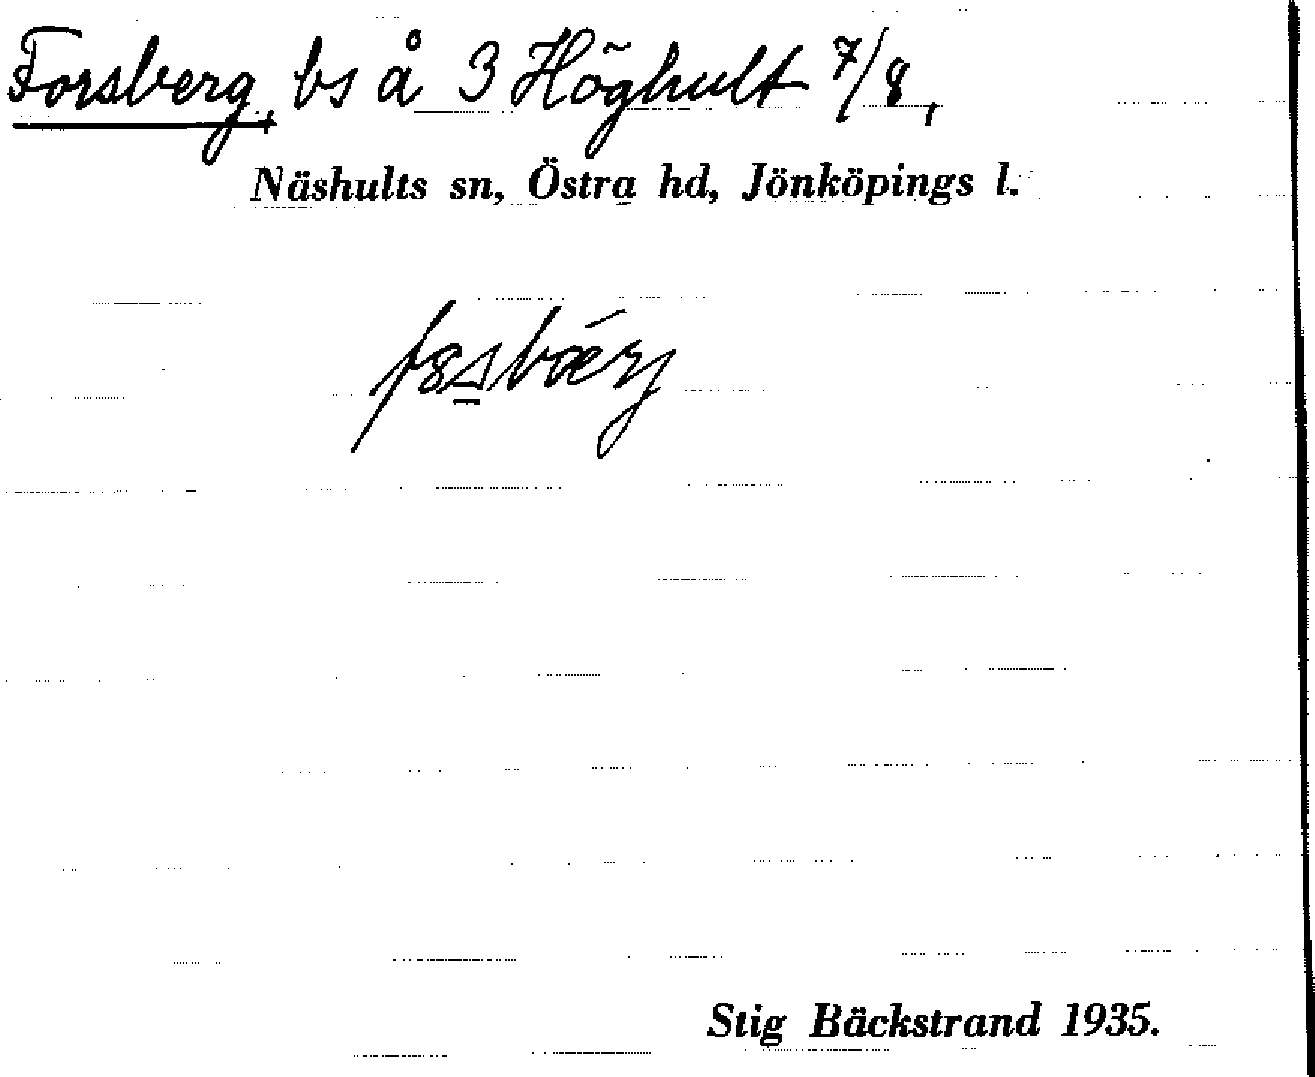 Forsberg, bs å 3 Höghult 7/8,
Näshults sn, Östra hd, Jönköpings l.
Stig Bäckstrand 1935.